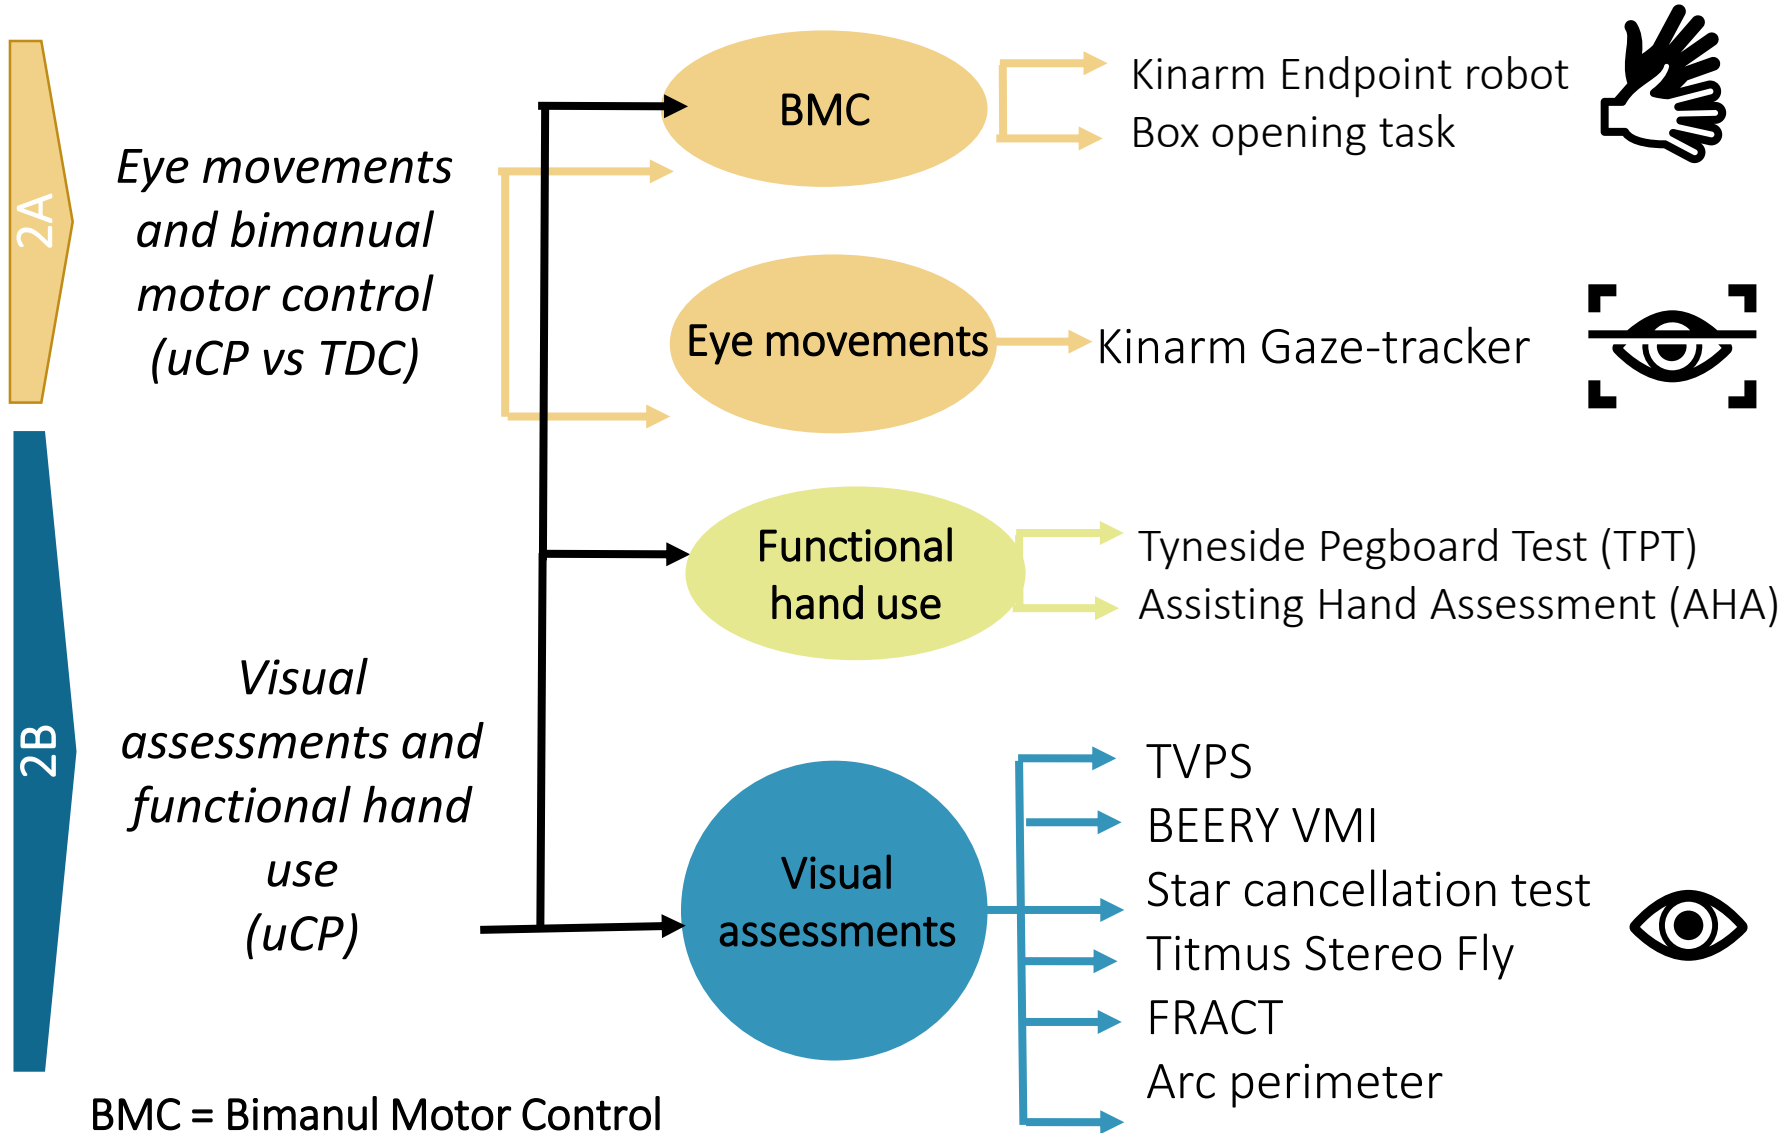 2A
Eye movements
and bimanual
motor control
(uCP vs TDC)
BMC
Kinarm Endpoint robot
Box opening task
Eye movements
Kinarm Gaze-tracker
2B
Visual
assessments and
functional hand
use
(uCP)
Functional
hand use
Tyneside Pegboard Test (TPT)
Assisting Hand Assessment (AHA)
Visual
assessments
TVPS
BEERY VMI
Star cancellation test
Titmus Stereo Fly
FRACT
Arc perimeter
BMC = Bimanul Motor Control